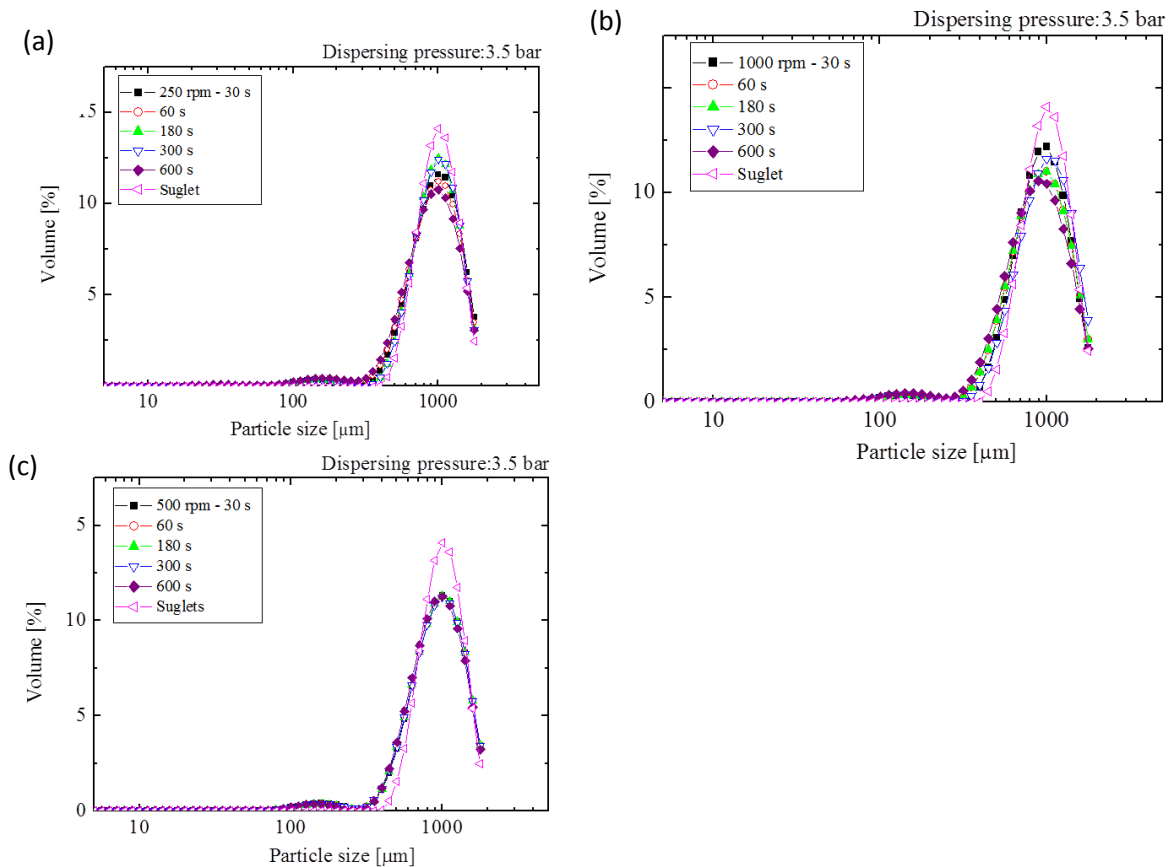 (a)
Dispersing pressure:3.5 bar
250 rpm - 30 s
60 s
180 s
300 s
600 s
Suglet
.5
10
5
Volume [%]
10 100 1000
Particle size [µm]
(b)
Dispersing pressure:3.5 bar
1000 rpm - 30 s
60 s
180 s
300 s
600 s
Suglet
10
5
0
Volume [%]
10 100 1000
Particle size [µm]
(c)
Dispersing pressure:3.5 bar
500 rpm - 30 s
60 s
180 s
300 s
600 s
Suglets
5
10
5
0
Volume [%]
10 100 1000
Particle size [µm]